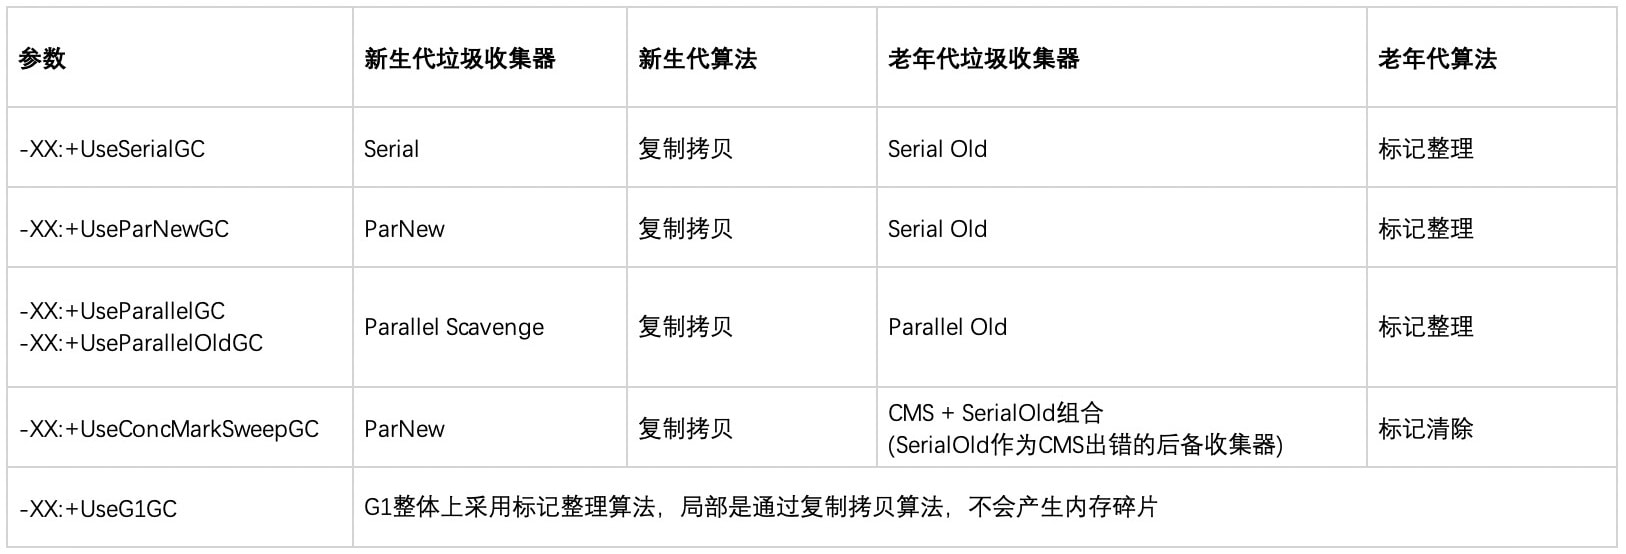 参数 新生代垃圾收集器 新生代算法 老年代垃圾收集器 老年代算法
-XX:+UseSerialGC Serial 复制拷贝 Serial Old 标记整理
-XX:+UseParNewGC ParNew 复制拷贝 Serial Old 标记整理
-XX:+UseParallelGC
-XX:+UseParallelOldGC Parallel Scavenge 复制拷贝 Parallel Old 标记整理
-XX:+UseConcMarkSweepGC ParNew 复制拷贝 CMS + SerialOld组合
(SerialOld作为CMS出错的后备收集器) 标记清除
-XX:+UseG1GC G1整体上采用标记整理算法，局部是通过复制拷贝算法，不会产生内存碎片